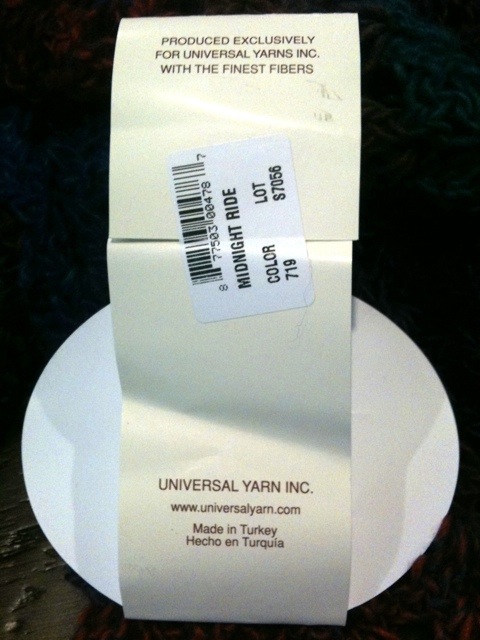 PRODUCED EXCLUSIVELY
FOR UNIVERSAL YARNS INC.
WITH THE FINEST FIBERS
8 77503 00478 7
MIDNIGHT RIDE
COLOR LOT
719 S7056
UNIVERSAL YARN INC.
www.universalyarn.com
Made in Turkey
Hecho en Turquía